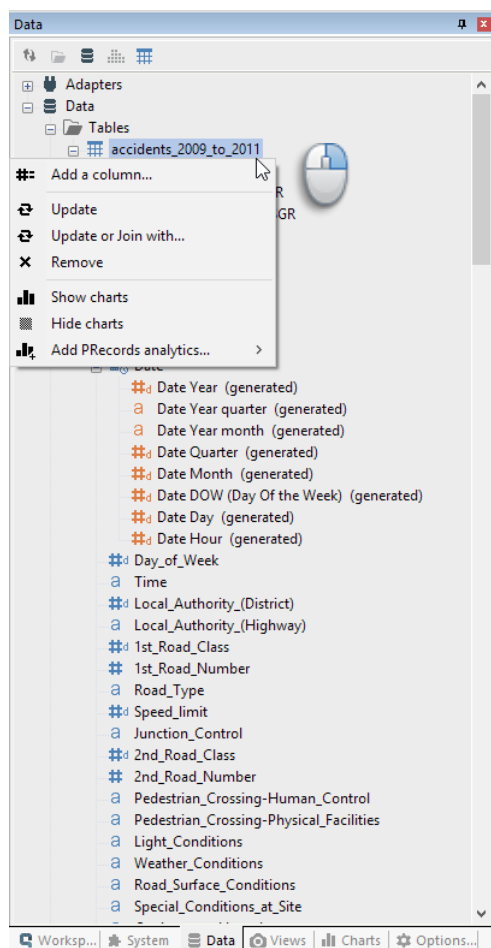 Data
Adapters
Data
Tables
accidents_2009_to_2011
Add a column...
R
Update
GR
Update or Join with...
Remove
Show charts
Hide charts
Add PRecords analytics...
Date Year (generated)
a Date Year quarter (generated)
a Date Year month (generated)
d Date Quarter (generated)
d Date Month (generated)
d Date DOW (Day Of the Week) (generated)
d Date Day (generated)
d Date Hour (generated)
d Day_of_Week
a Time
d Local_Authority_(District)
a Local_Authority_(Highway)
d 1st_Road_Class
1st_Road_Number
a Road_Type
d Speed_limit
a Junction_Control
d 2nd_Road_Class
2nd_Road_Number
a Pedestrian_Crossing-Human_Control
a Pedestrian_Crossing-Physical_Facilities
a Light_Conditions
a Weather_Conditions
a Road_Surface_Conditions
a Special_Conditions_at_Site
Worksp... System Data Views Charts Options...